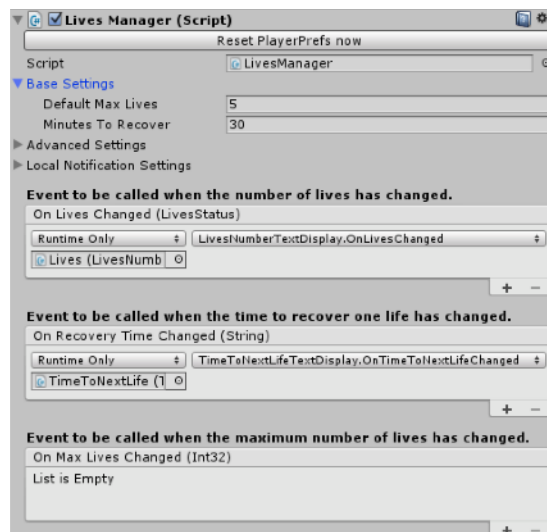 Lives Manager (Script)
Reset PlayerPrefs now
Script LivesManager
Base Settings
Default Max Lives 5
Minutes To Recover 30
Advanced Settings
Local Notification Settings
Event to be called when the number of lives has changed.
On Lives Changed (LivesStatus)
Runtime Only LivesNumberTextDisplay.OnLivesChanged
Lives (LivesNumb
+ −
Event to be called when the time to recover one life has changed.
On Recovery Time Changed (String)
Runtime Only TimeToNextLifeTextDisplay.OnTimeToNextLifeChanged
TimeToNextLife (T
+ −
Event to be called when the maximum number of lives has changed.
On Max Lives Changed (Int32)
List is Empty
+ −